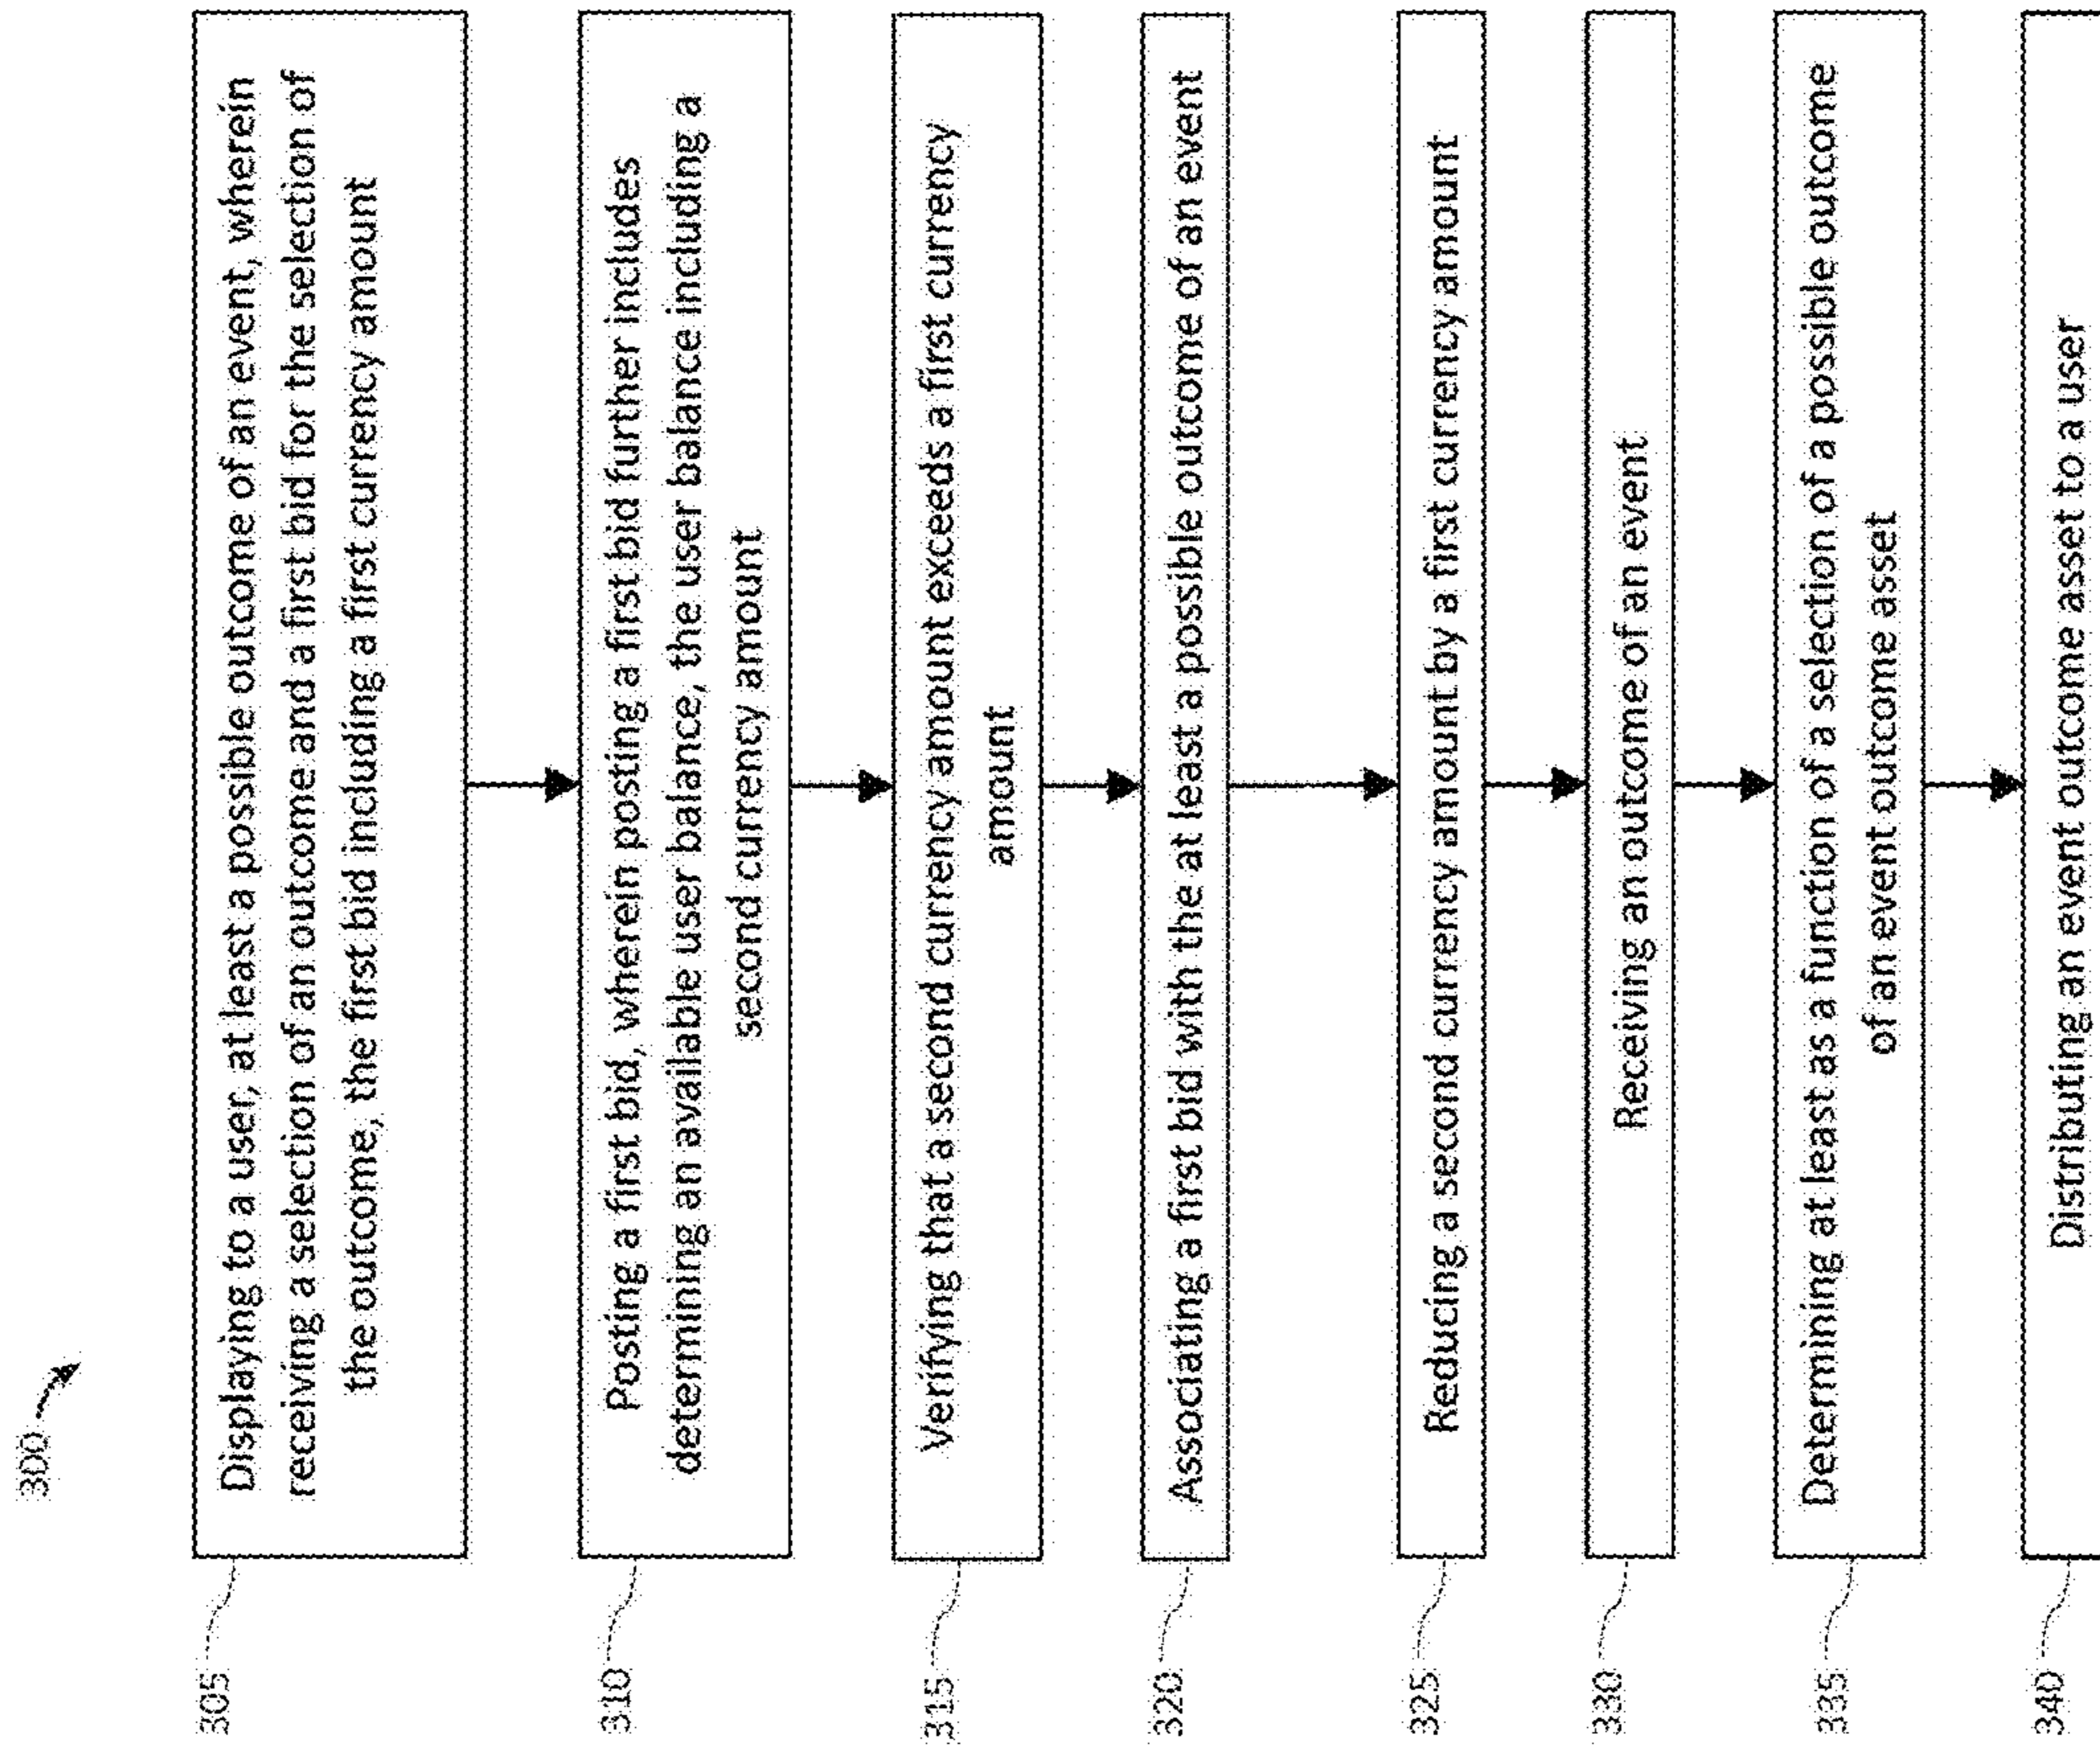 300
305
Displaying to a user, at least a possible outcome of an event, wherein
receiving a selection of an outcome and a first bid for the selection of
the outcome, the first bid including a first currency amount
310
Posting a first bid, wherein posting a first bid further includes
determining an available user balance, the user balance including a
second currency amount
315
Verifying that a second currency amount exceeds a first currency
amount
320
Associating a first bid with the at least a possible outcome of an event
325
Reducing a second currency amount by a first currency amount
330
Receiving an outcome of an event
335
Determining at least as a function of a selection of a possible outcome
of an event outcome asset
340
Distributing an event outcome asset to a user